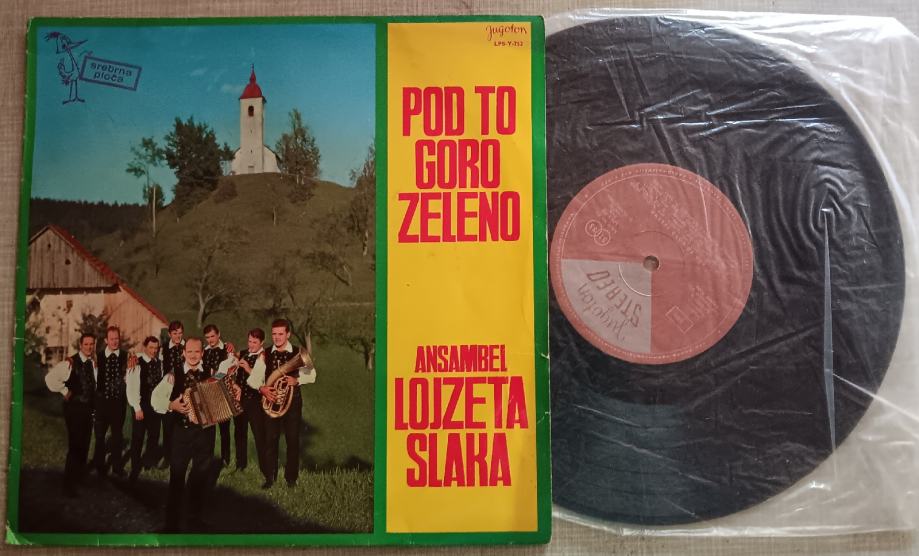 srebrna
ploča
Jugoton
LPS-Y-752
POD TO
GORO
ZELENO
ANSAMBEL
LOJZETA
SLAKA
Jugoton
STEREO